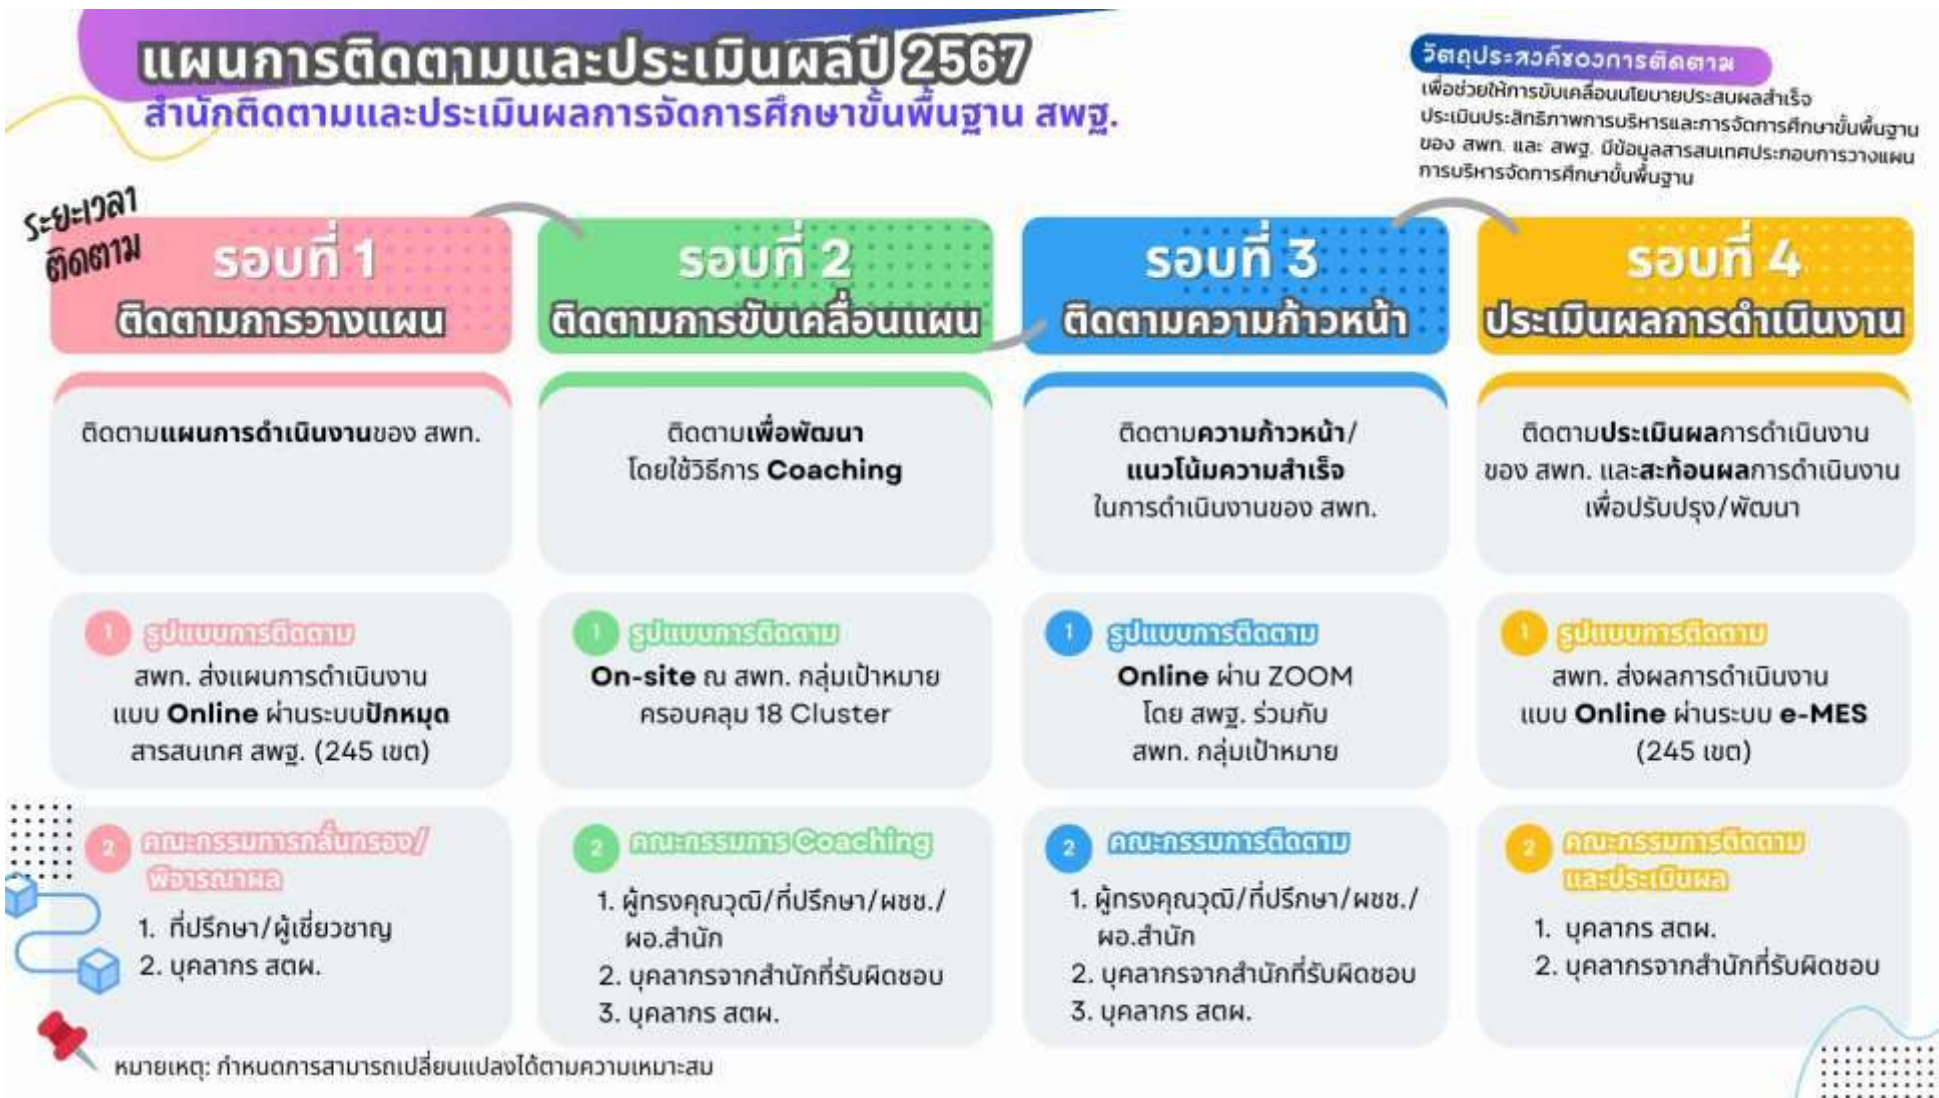 แผนการติดตามและประเมินผลปี 2567
สำนักติดตามและประเมินผลการจัดการศึกษาขั้นพื้นฐาน สพฐ.
วัตถุประสงค์ของการติดตาม
เพื่อช่วยให้การขับเคลื่อนนโยบายประสบผลสำเร็จ
ประเมินประสิทธิภาพการบริหารและการจัดการศึกษาขั้นพื้นฐาน
ของ สพท. และ สพฐ. มีข้อมูลสารสนเทศประกอบการวางแผน
การบริหารจัดการศึกษาขั้นพื้นฐาน
ระยะเวลา
ติดตาม
รอบที่ 1
ติดตามการวางแผน
ติดตามแผนการดำเนินงานของ สพท.
1 รูปแบบการติดตาม
สพท. ส่งแผนการดำเนินงาน
แบบ Online ผ่านระบบปักหมุด
สารสนเทศ สพฐ. (245 เขต)
2 คณะกรรมการกลั่นกรอง/
พิจารณาผล
1. ที่ปรึกษา/ผู้เชี่ยวชาญ
2. บุคลากร สตผ.
รอบที่ 2
ติดตามการขับเคลื่อนแผน
ติดตามเพื่อพัฒนา
โดยใช้วิธีการ Coaching
1 รูปแบบการติดตาม
On-site ณ สพท. กลุ่มเป้าหมาย
ครอบคลุม 18 Cluster
2 คณะกรรมการ Coaching
1. ผู้ทรงคุณวุฒิ/ที่ปรึกษา/ผชช./
ผอ.สำนัก
2. บุคลากรจากสำนักที่รับผิดชอบ
3. บุคลากร สตผ.
รอบที่ 3
ติดตามความก้าวหน้า
ติดตามความก้าวหน้า/
แนวโน้มความสำเร็จ
ในการดำเนินงานของ สพท.
1 รูปแบบการติดตาม
Online ผ่าน ZOOM
โดย สพฐ. ร่วมกับ
สพท. กลุ่มเป้าหมาย
2 คณะกรรมการติดตาม
1. ผู้ทรงคุณวุฒิ/ที่ปรึกษา/ผชช./
ผอ.สำนัก
2. บุคลากรจากสำนักที่รับผิดชอบ
3. บุคลากร สตผ.
รอบที่ 4
ประเมินผลการดำเนินงาน
ติดตามประเมินผลการดำเนินงาน
ของ สพท. และสะท้อนผลการดำเนินงาน
เพื่อปรับปรุง/พัฒนา
1 รูปแบบการติดตาม
สพท. ส่งผลการดำเนินงาน
แบบ Online ผ่านระบบ e-MES
(245 เขต)
2 คณะกรรมการติดตาม
และประเมินผล
1. บุคลากร สตผ.
2. บุคลากรจากสำนักที่รับผิดชอบ
หมายเหตุ: กำหนดการสามารถเปลี่ยนแปลงได้ตามความเหมาะสม